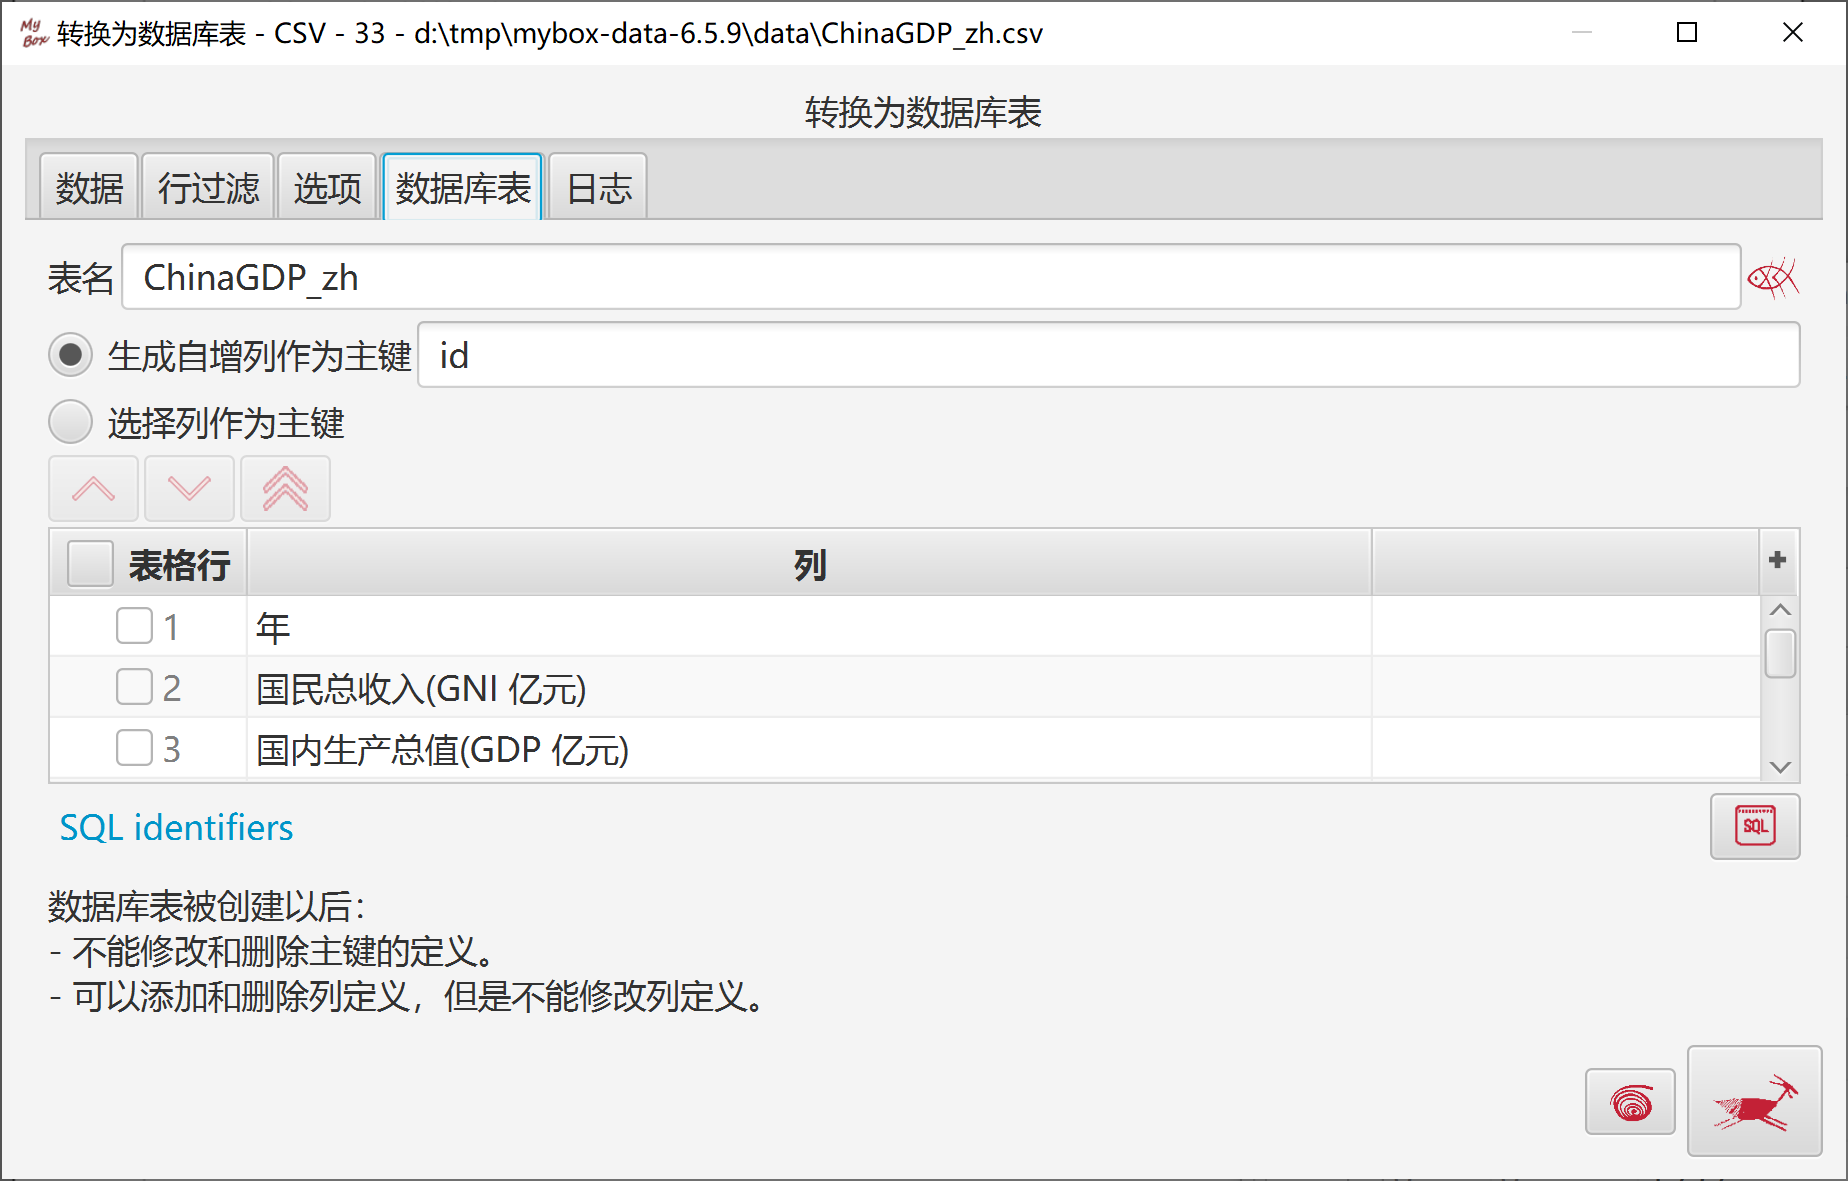 My Box 转换为数据库表 - CSV - 33 - d:\tmp\mybox-data-6.5.9\data\ChinaGDP_zh.csv
转换为数据库表
数据 行过滤 选项 数据库表 日志
表名 ChinaGDP_zh
生成自增列作为主键 id
选择列作为主键
表格行 列
1 年
2 国民总收入(GNI 亿元)
3 国内生产总值(GDP 亿元)
SQL identifiers SQL
数据库表被创建以后：
- 不能修改和删除主键的定义。
- 可以添加和删除列定义，但是不能修改列定义。